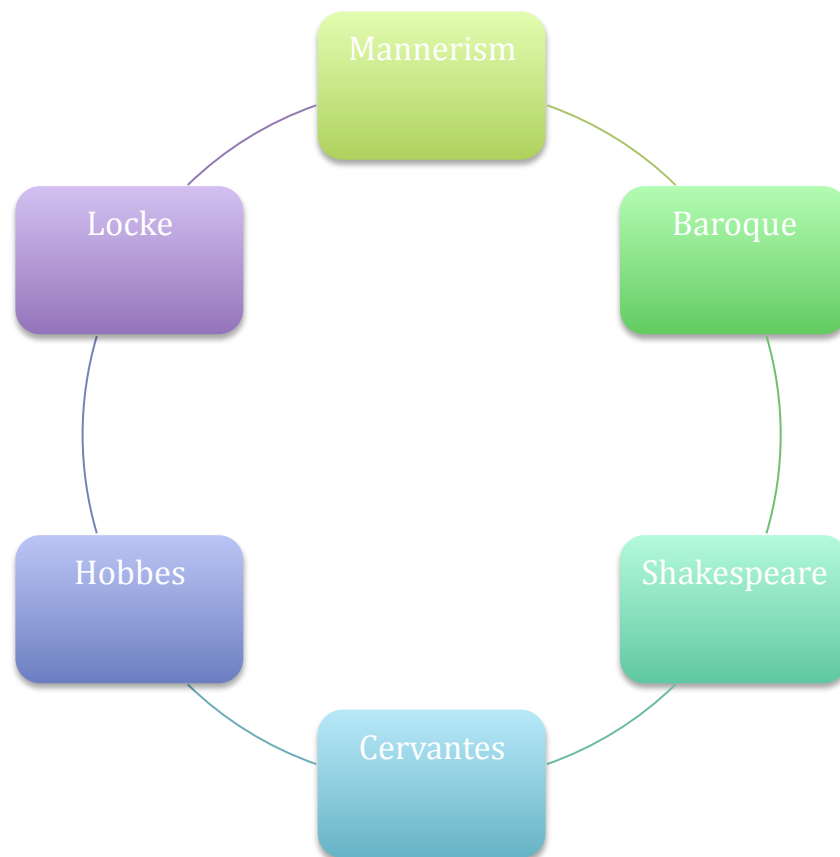 Mannerism
Baroque
Shakespeare
Cervantes
Hobbes
Locke